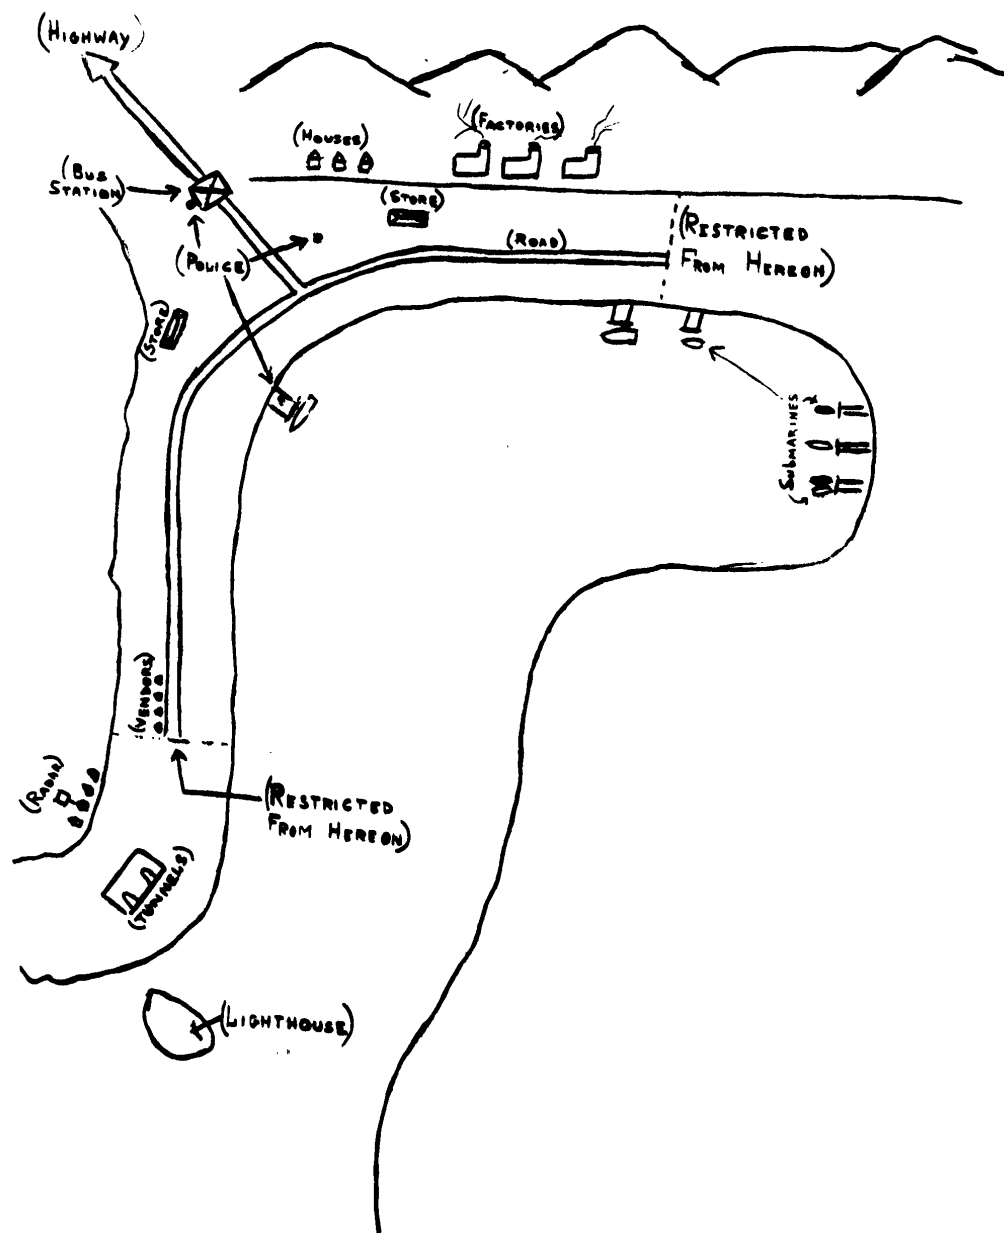 (HIGHWAY)
(HOUSES)
(FACTORIES)
(BUS
STATION)
(STORE)
(RESTRICTED
FROM HEREON)
(ROAD)
(POLICE)
(STORE)
SUBMARINES
(VENDORS)
(RADAR)
(RESTRICTED
FROM HEREON)
(TUNNELS)
(LIGHTHOUSE)